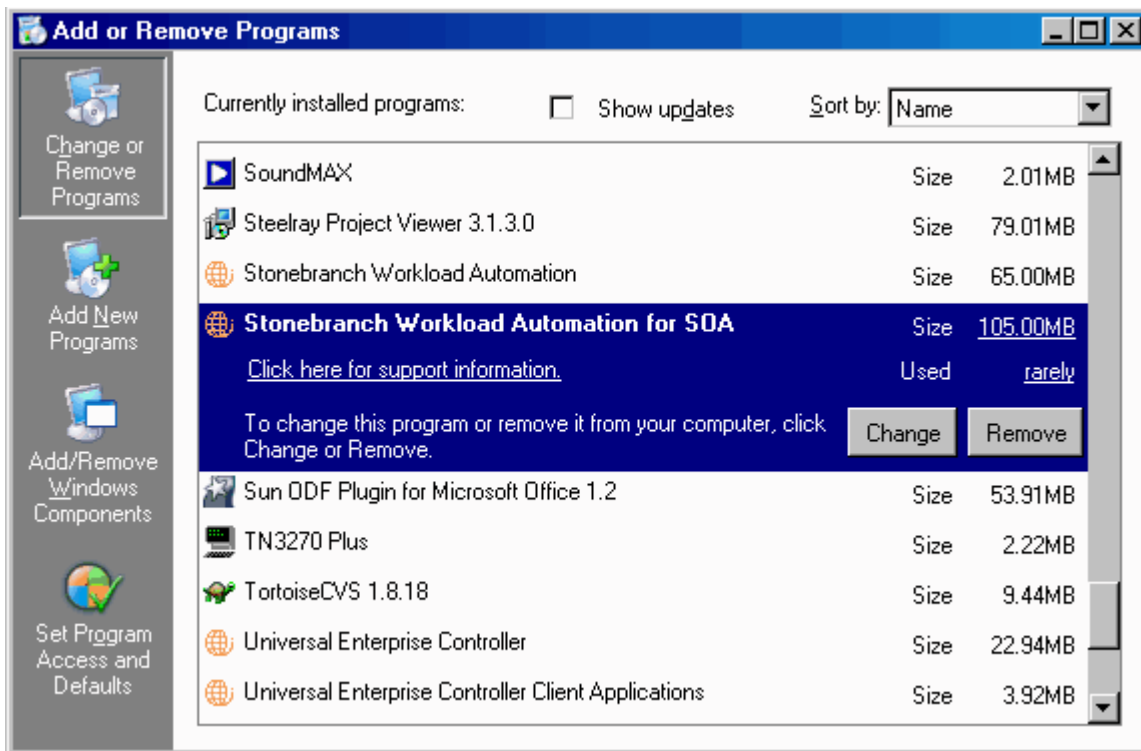 Add or Remove Programs
Change or
Remove
Programs
Add New
Programs
Add/Remove
Windows
Components
Set Program
Access and
Defaults
Currently installed programs: Show updates Sort by: Name
SoundMAX Size 2.01MB
Steelray Project Viewer 3.1.3.0 Size 79.01MB
Stonebranch Workload Automation Size 65.00MB
Stonebranch Workload Automation for SOA Size 105.00MB
Click here for support information. Used rarely
To change this program or remove it from your computer, click
Change or Remove. Change Remove
Sun ODF Plugin for Microsoft Office 1.2 Size 53.91MB
TN3270 Plus Size 2.22MB
TortoiseCVS 1.8.18 Size 9.44MB
Universal Enterprise Controller Size 22.94MB
Universal Enterprise Controller Client Applications Size 3.92MB